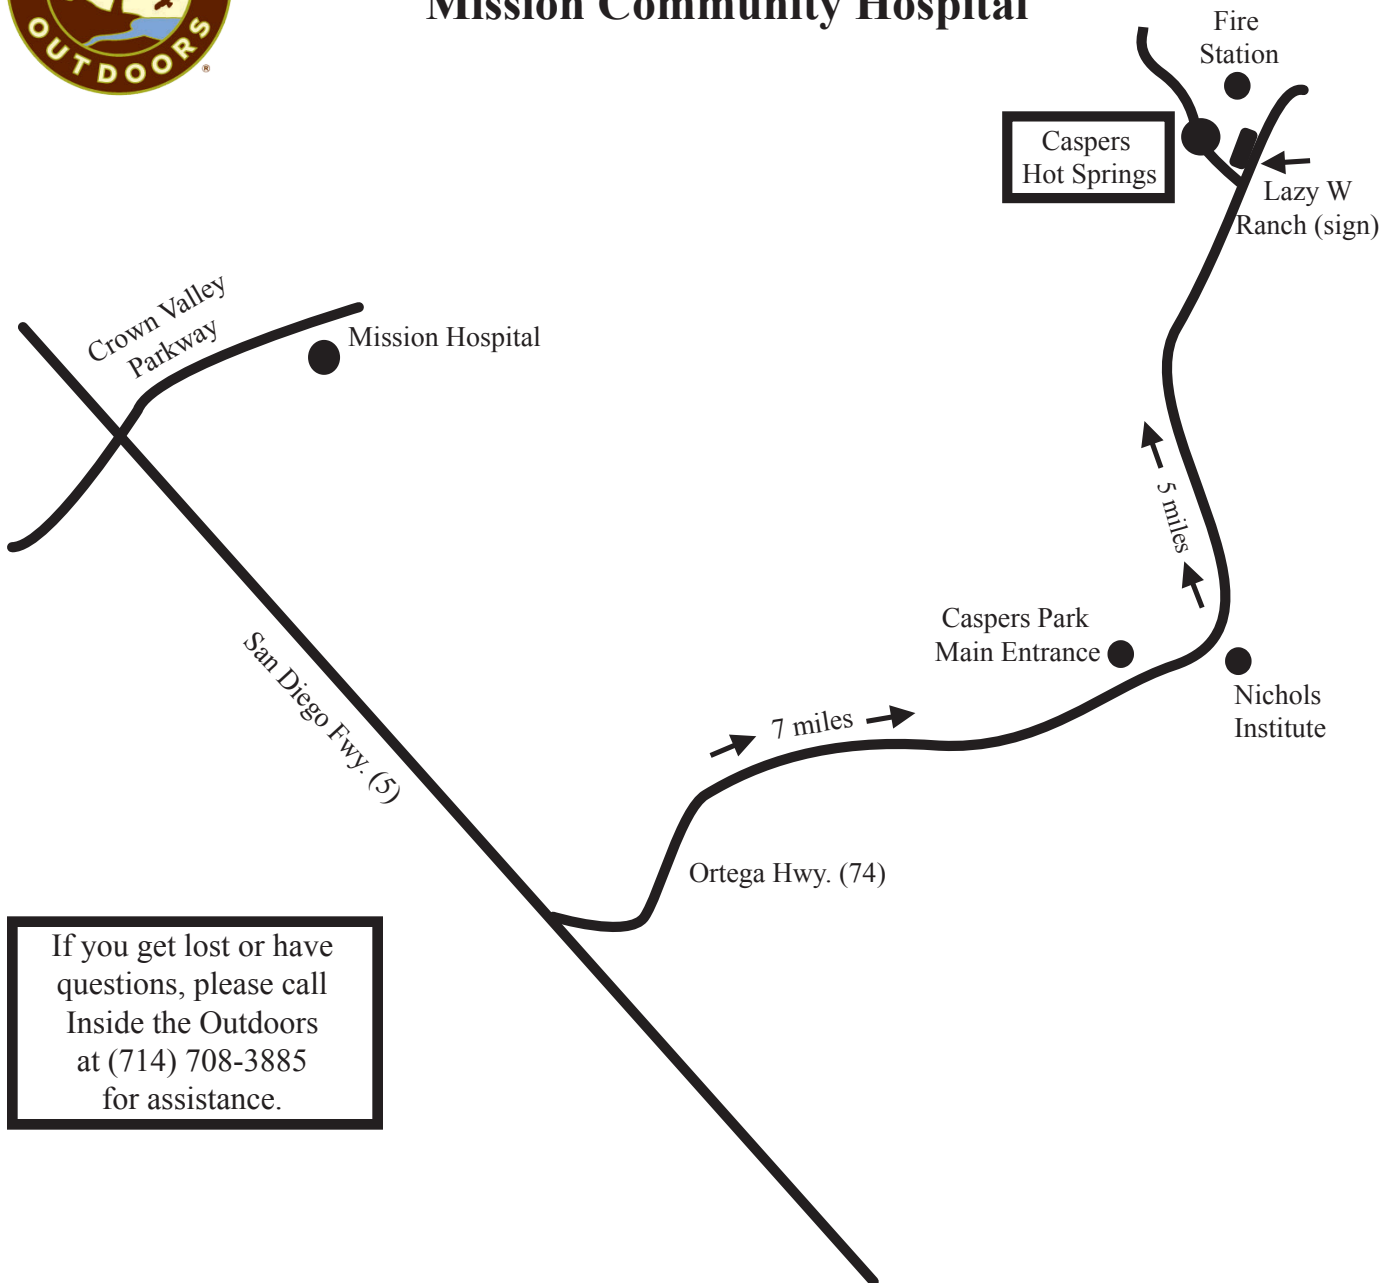 Mission Community Hospital
OUTDOORS
®
Fire
Station
Caspers
Hot Springs
Lazy W
Ranch (sign)
Crown Valley
Parkway
Mission Hospital
5 miles
San Diego Fwy. (5)
Caspers Park
Main Entrance
Nichols
Institute
7 miles
Ortega Hwy. (74)
If you get lost or have
questions, please call
Inside the Outdoors
at (714) 708-3885
for assistance.